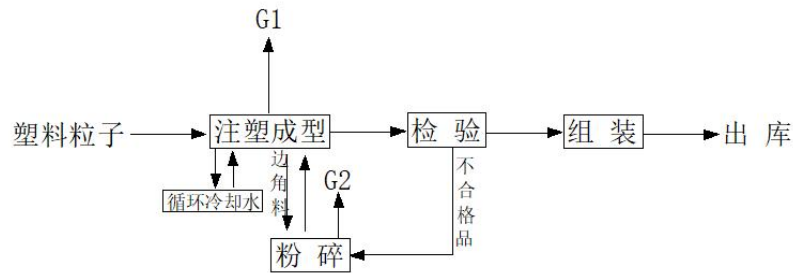 G1
塑料粒子
注塑成型
检 验
组 装
出 库
循环冷却水
边角料
G2
不合格品
粉 碎